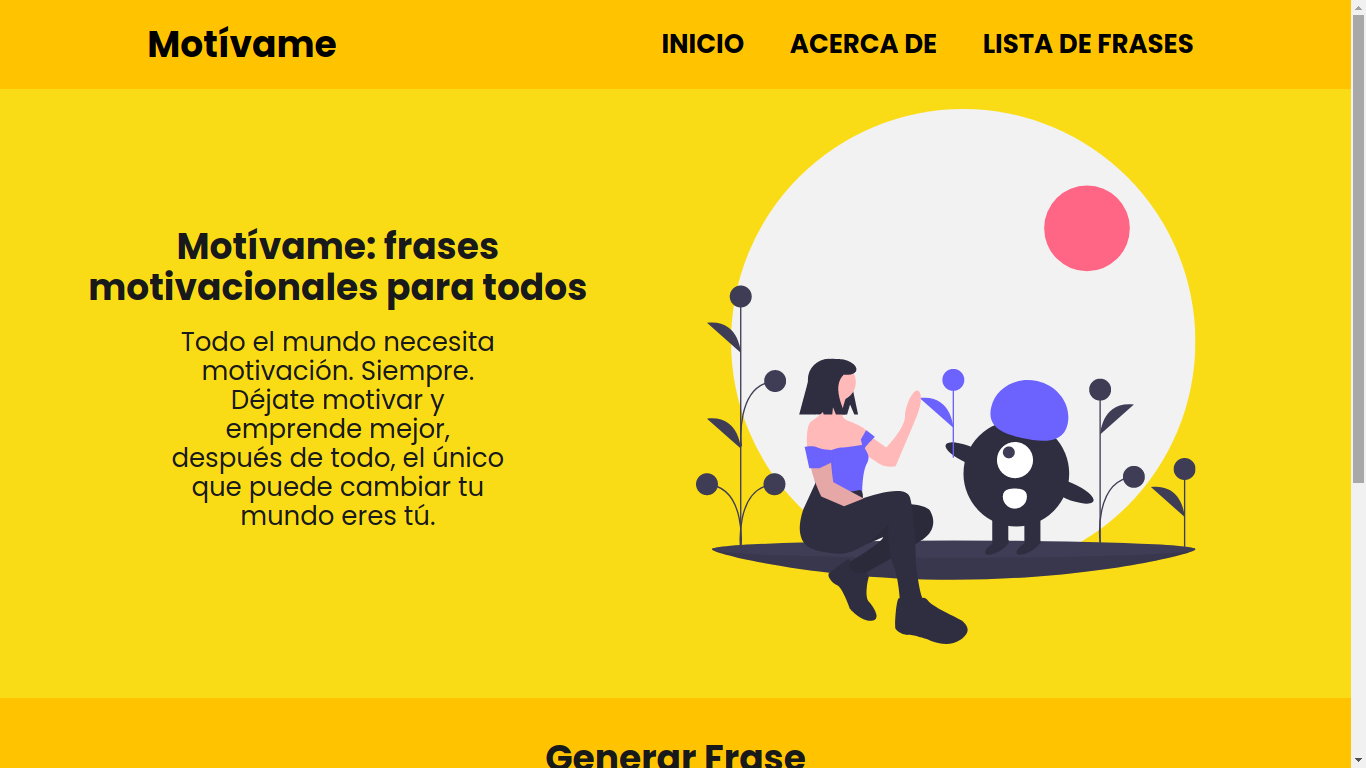 Motívame
INICIO
ACERCA DE
LISTA DE FRASES
Motívame: frases
motivacionales para todos
Todo el mundo necesita
motivación. Siempre.
Déjate motivar y
emprende mejor,
después de todo, el único
que puede cambiar tu
mundo eres tú.
Generar Frase